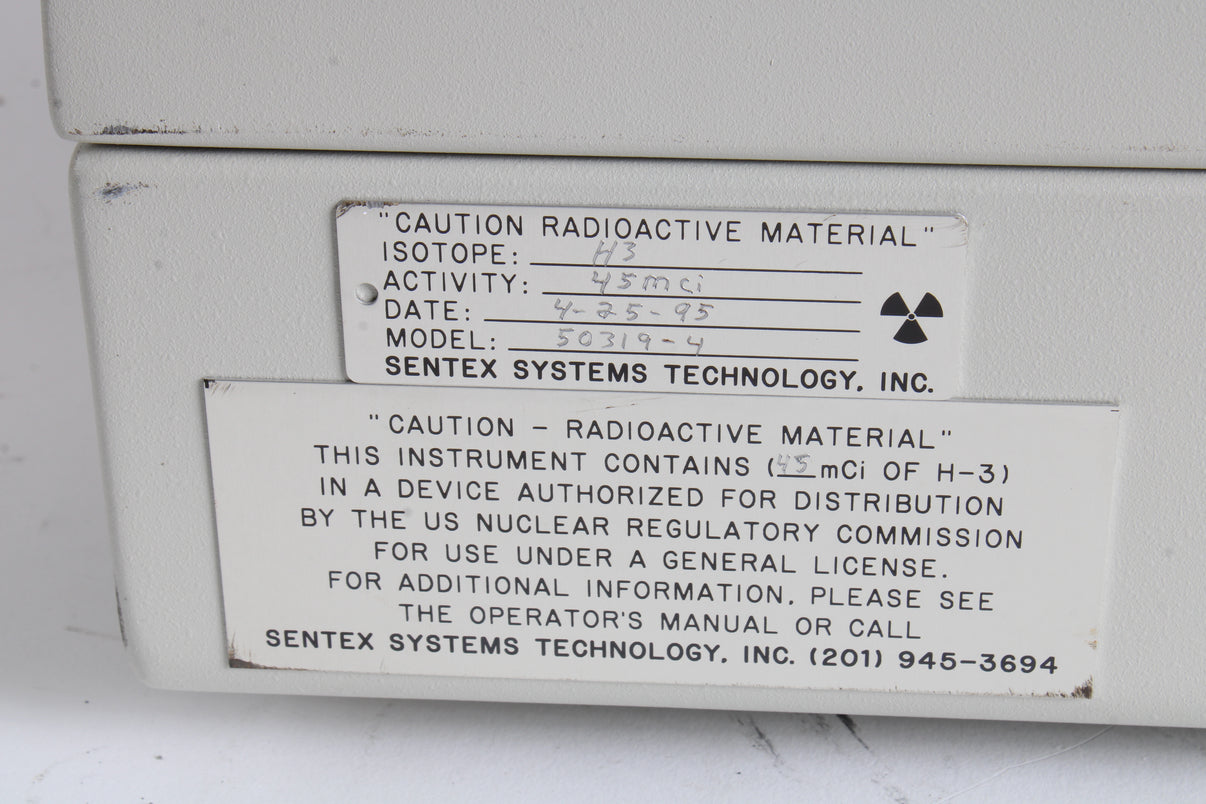 "CAUTION RADIOACTIVE MATERIAL"
ISOTOPE: H3
ACTIVITY: 45mci
DATE: 4-25-95
MODEL: 50319-4
SENTEX SYSTEMS TECHNOLOGY, INC.
"CAUTION – RADIOACTIVE MATERIAL"
THIS INSTRUMENT CONTAINS (45 mCi OF H–3)
IN A DEVICE AUTHORIZED FOR DISTRIBUTION
BY THE US NUCLEAR REGULATORY COMMISSION
FOR USE UNDER A GENERAL LICENSE.
FOR ADDITIONAL INFORMATION, PLEASE SEE
THE OPERATOR'S MANUAL OR CALL
SENTEX SYSTEMS TECHNOLOGY, INC. (201) 945–3694